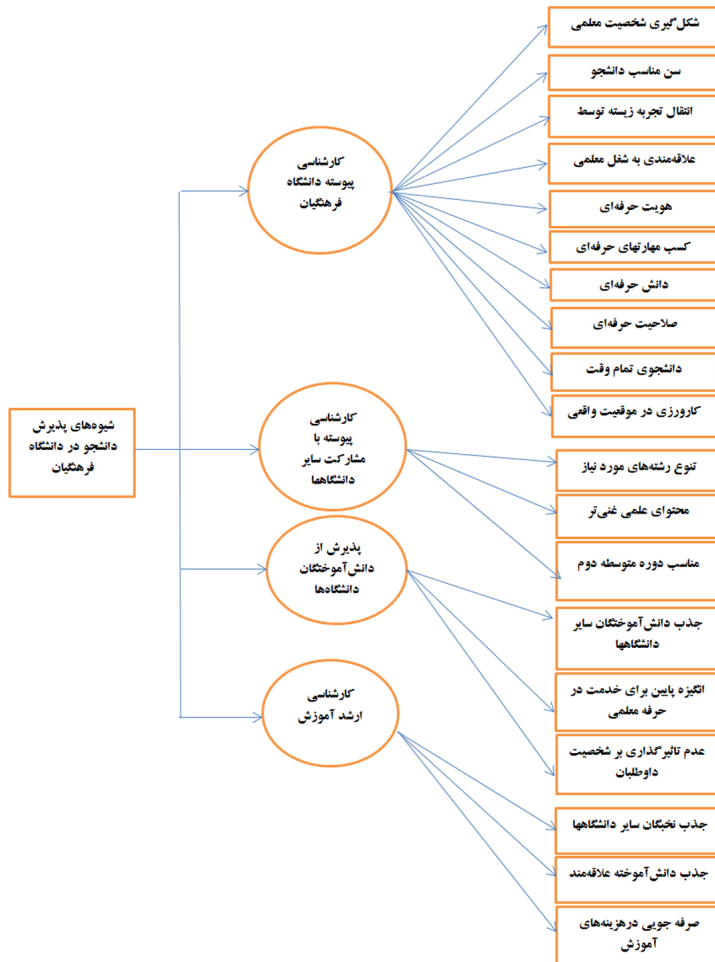 شیوه‌های پذیرش
دانشجو در دانشگاه
فرهنگیان
کارشناسی
پیوسته دانشگاه
فرهنگیان
شکل‌گیری شخصیت معلمی
سن مناسب دانشجو
انتقال تجربه زیسته توسط
علاقه‌مندی به شغل معلمی
هویت حرفه‌ای
کسب مهارتهای حرفه‌ای
دانش حرفه‌ای
صلاحیت حرفه‌ای
دانشجوی تمام وقت
کارورزی در موقعیت واقعی
کارشناسی
پیوسته با
مشارکت سایر
دانشگاهها
تنوع رشته‌های مورد نیاز
محتوای علمی غنی‌تر
مناسب دوره متوسطه دوم
پذیرش از
دانش‌آموختگان
دانشگاه‌ها
جذب دانش‌آموختگان سایر
دانشگاهها
انگیزه پایین برای خدمت در
حرفه معلمی
عدم تاثیرگذاری بر شخصیت
داوطلبان
کارشناسی
ارشد آموزش
جذب نخبگان سایر دانشگاهها
جذب دانش‌آموخته علاقه‌مند
صرفه جویی درهزینه‌های
آموزش